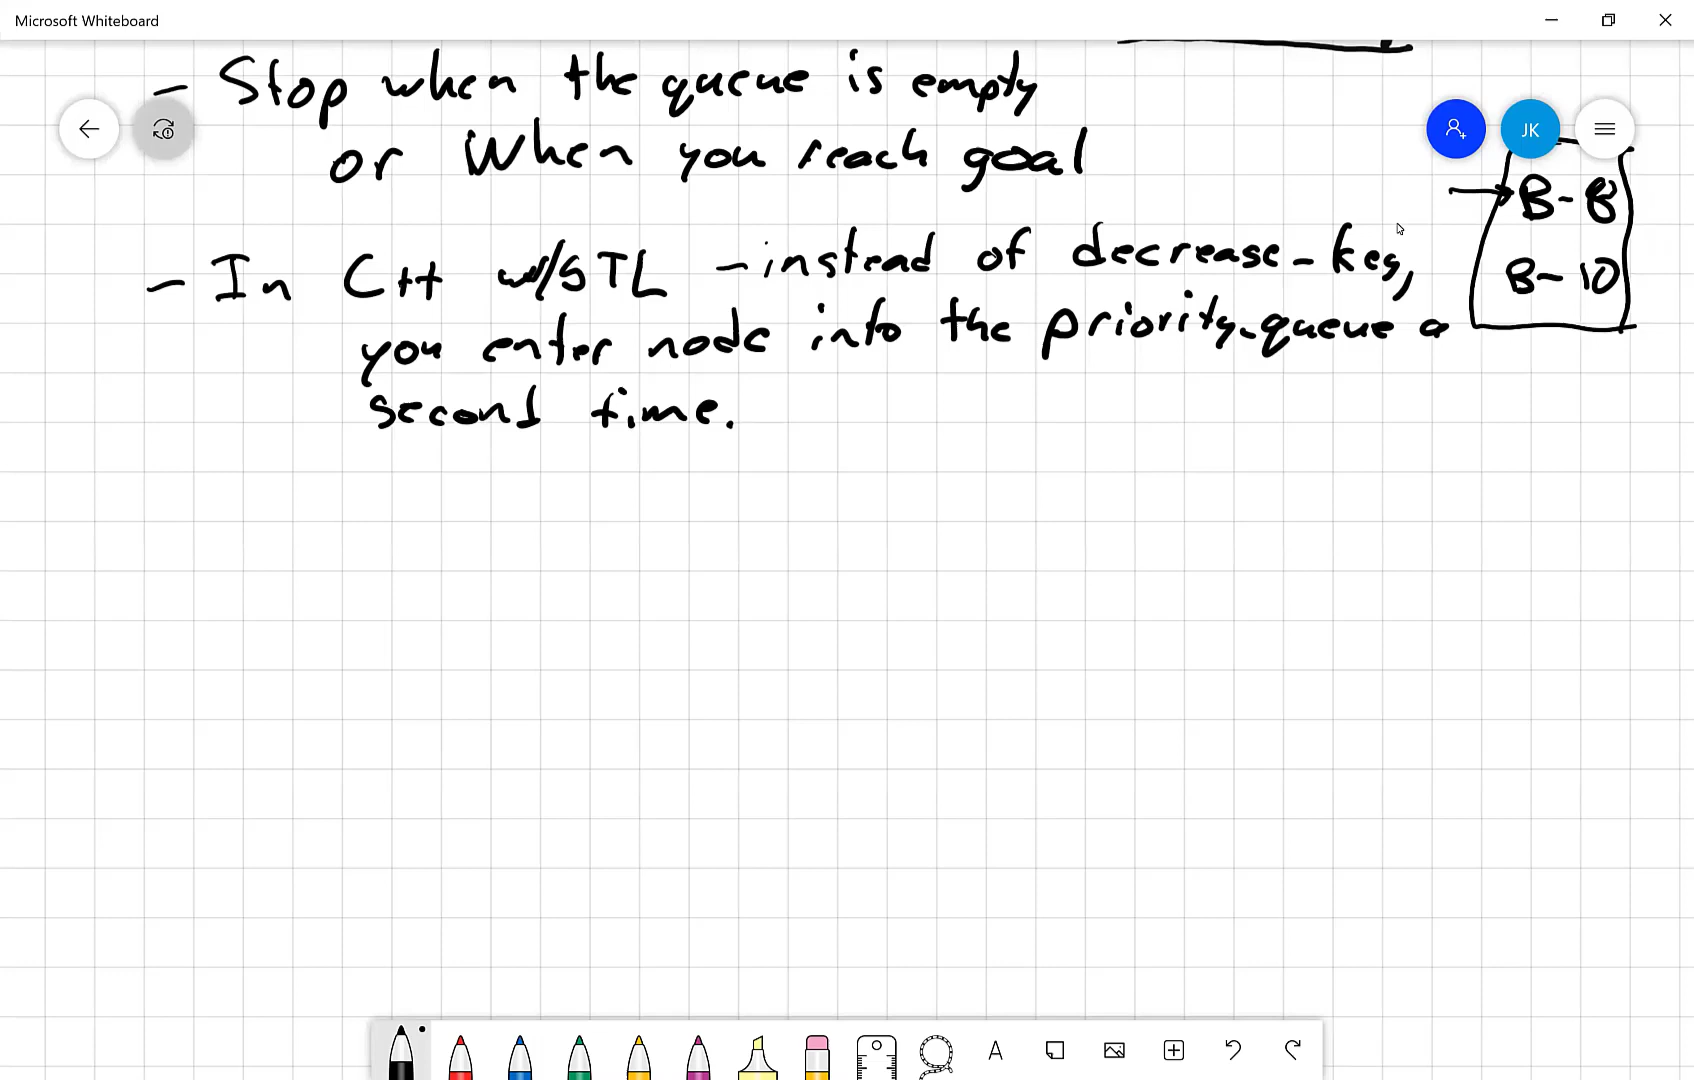 Microsoft Whiteboard
- Stop when the queue is empty
or When you reach goal
JK
B- 8
B- 10
- In C++ w/STL - instead of decrease-key,
you enter node into the priority-queue a
second time.
A